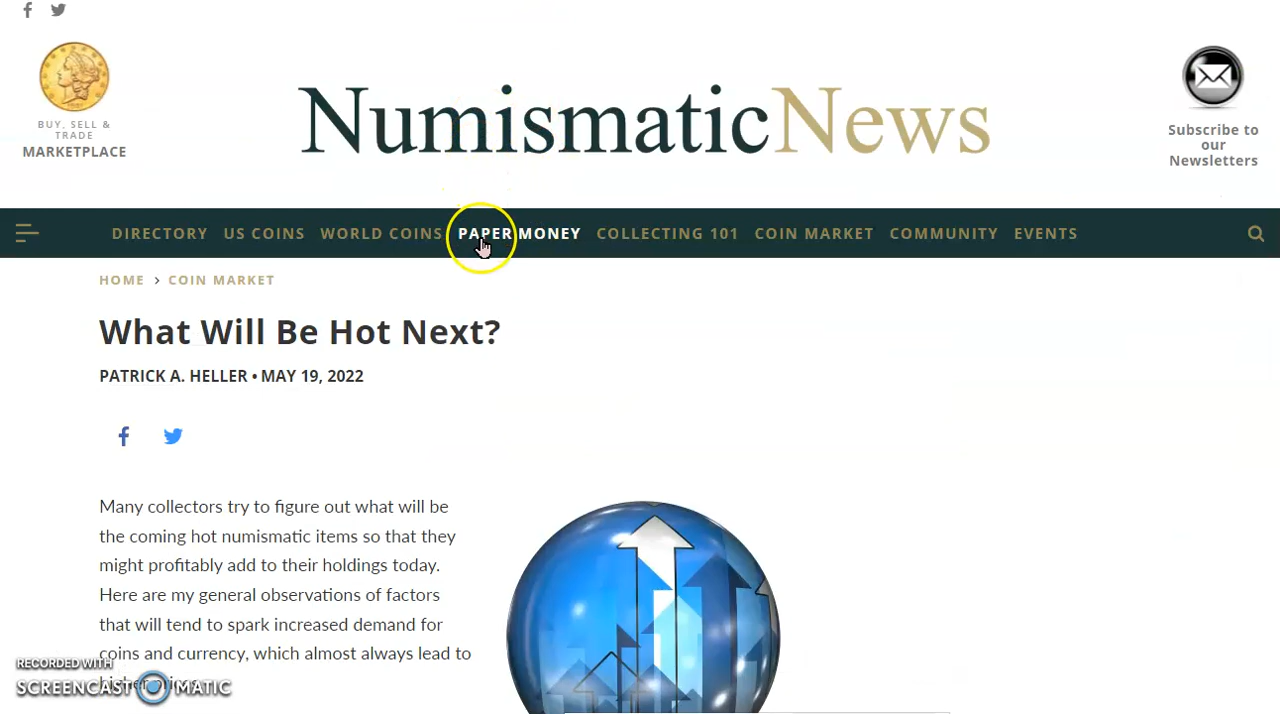 BUY, SELL &
TRADE
MARKETPLACE
NumismaticNews
Subscribe to
our
Newsletters
DIRECTORY US COINS WORLD COINS PAPER MONEY COLLECTING 101 COIN MARKET COMMUNITY EVENTS
HOME > COIN MARKET
What Will Be Hot Next?
PATRICK A. HELLER • MAY 19, 2022
Many collectors try to figure out what will be
the coming hot numismatic items so that they
might profitably add to their holdings today.
Here are my general observations of factors
that will tend to spark increased demand for
coins and currency, which almost always lead to
RECORDED WITH
SCREENCAST MATIC